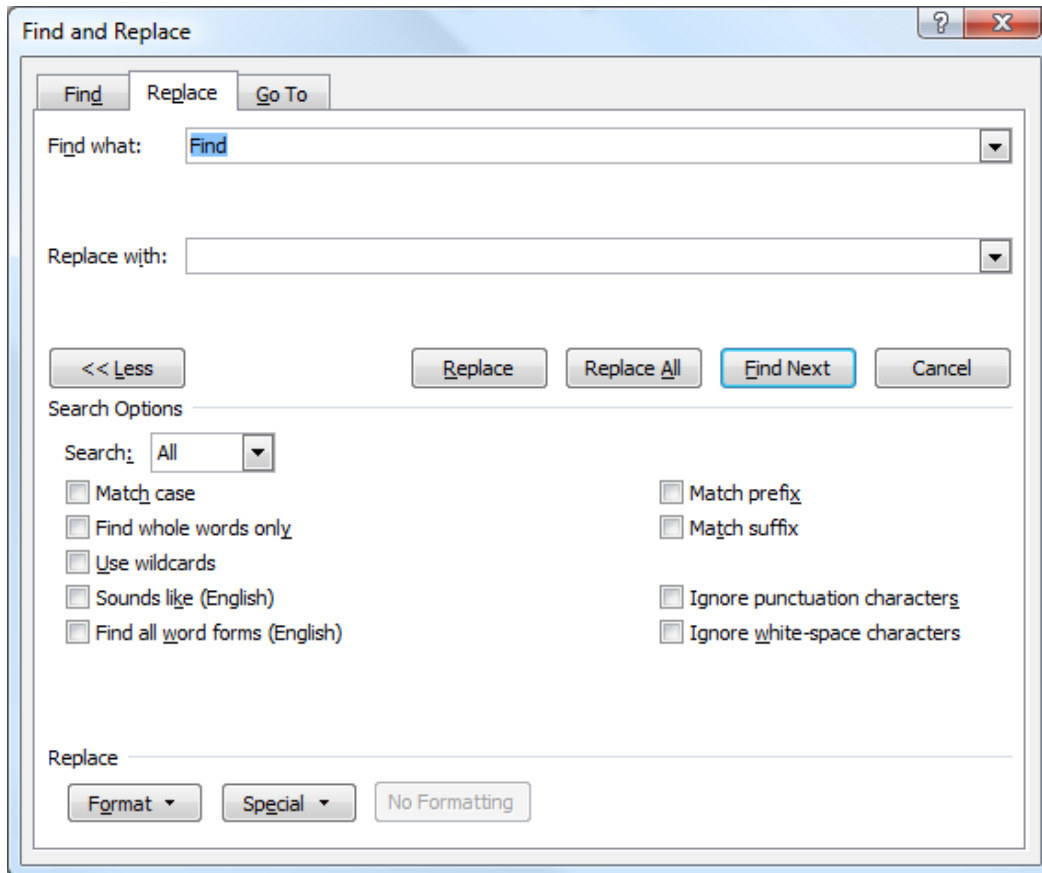 Find and Replace
Find Replace Go To
Find what: Find
Replace with:
<< Less Replace Replace All Find Next Cancel
Search Options
Search: All
Match case Match prefix
Find whole words only Match suffix
Use wildcards
Sounds like (English) Ignore punctuation characters
Find all word forms (English) Ignore white-space characters
Replace
Format Special No Formatting